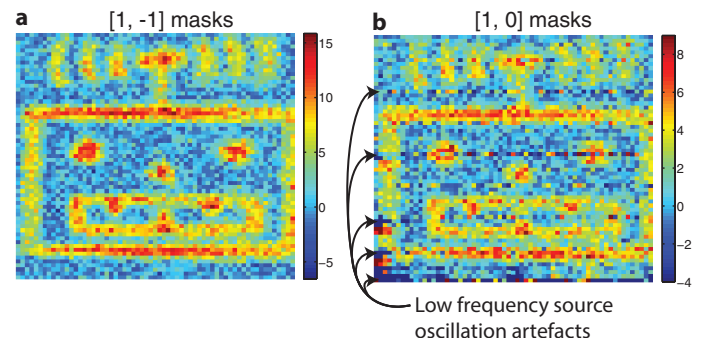 a
[1, -1] masks
15
10
5
0
−5
b
[1, 0] masks
8
6
4
2
0
−2
−4
Low frequency source
oscillation artefacts